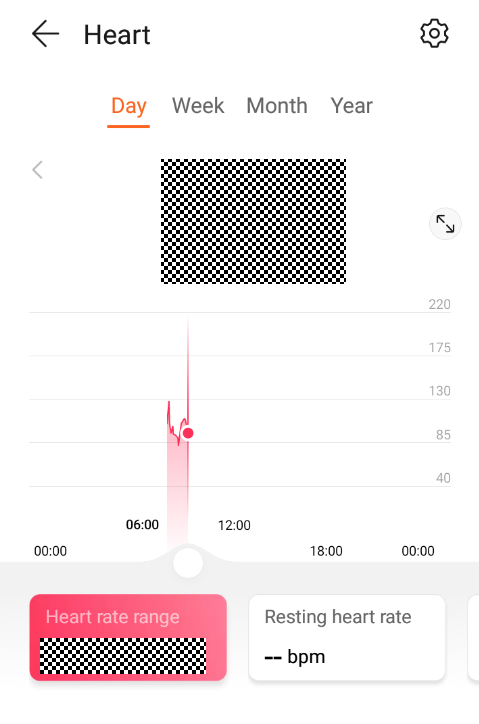 Heart
Day Week Month Year
220
175
130
85
40
06:00 12:00
00:00 18:00 00:00
Heart rate range
Resting heart rate
-- bpm